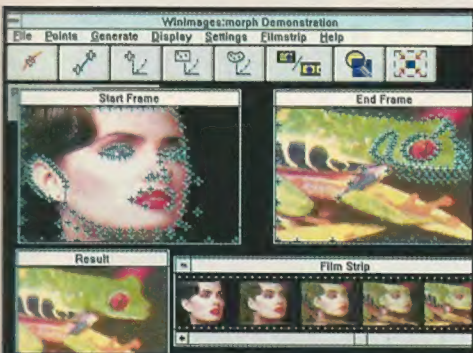 WinImages:morph Demonstration
File Points Generate Display Settings Filmstrip Help
Start Frame
End Frame
Result
Film Strip